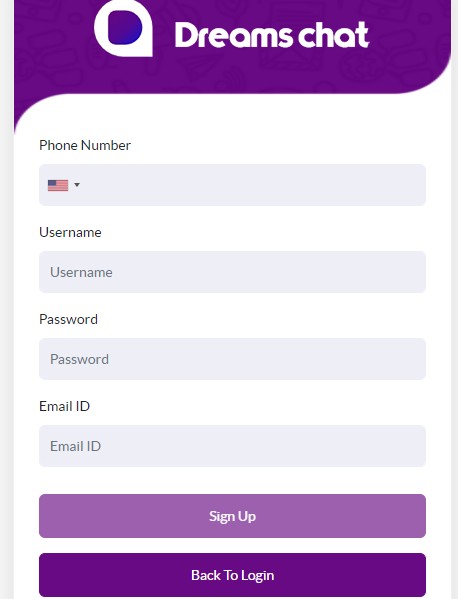 Dreams chat
Phone Number
Username
Username
Password
Password
Email ID
Email ID
Sign Up
Back To Login